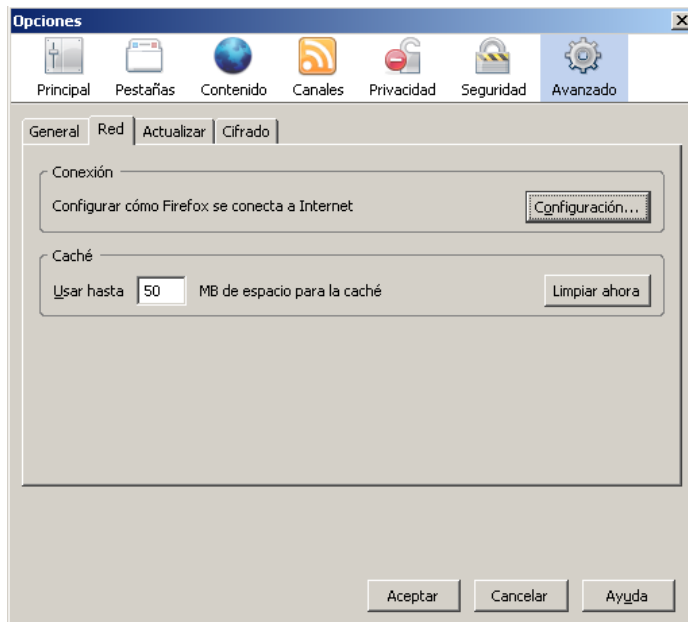 Opciones
Principal Pestañas Contenido Canales Privacidad Seguridad Avanzado
General Red Actualizar Cifrado
Conexión
Configurar cómo Firefox se conecta a Internet Configuración...
Caché
Usar hasta 50 MB de espacio para la caché Limpiar ahora
Aceptar Cancelar Ayuda